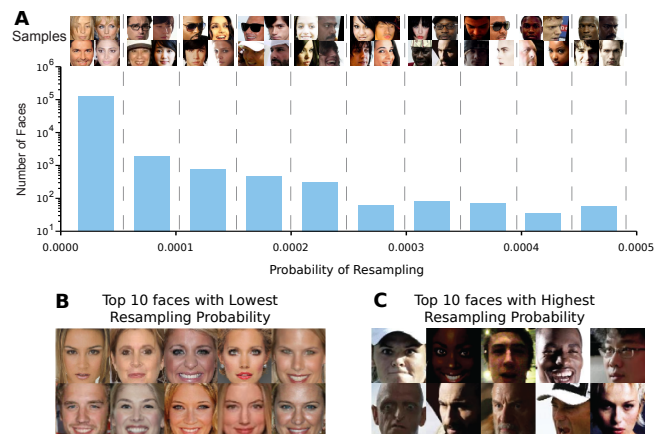 A
Samples
10^6
10^5
10^4
10^3
10^2
10^1
Number of Faces
0.0000 0.0001 0.0002 0.0003 0.0004 0.0005
Probability of Resampling
B Top 10 faces with Lowest
Resampling Probability
C Top 10 faces with Highest
Resampling Probability